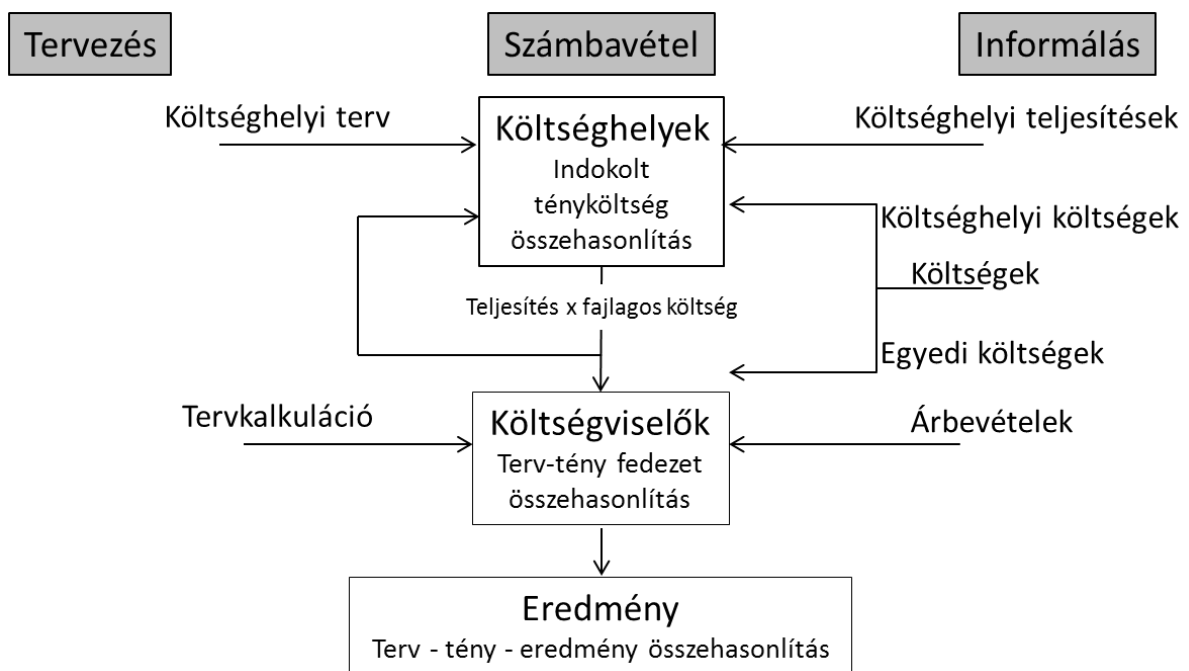 Tervezés
Számbavétel
Informálás
Költséghelyi terv
Költséghelyek
Indokolt
tényköltség
összehasonlítás
Költséghelyi teljesítések
Költséghelyi költségek
Költségek
Teljesítés x fajlagos költség
Egyedi költségek
Tervkalkuláció
Költségviselők
Terv-tény fedezet
összehasonlítás
Árbevételek
Eredmény
Terv - tény - eredmény összehasonlítás